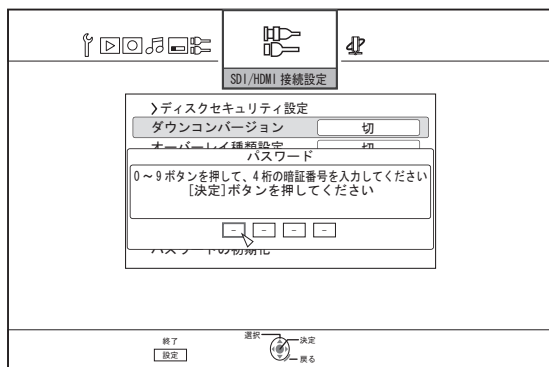 SDI/HDMI 接続設定
〉ディスクセキュリティ設定
ダウンコンバージョン 切
オーバーレイ種類設定 切
パスワード
0～9ボタンを押して、4桁の暗証番号を入力してください
[決定]ボタンを押してください
- - - -
パスワードの初期化
終了
設定
選択
決定
戻る